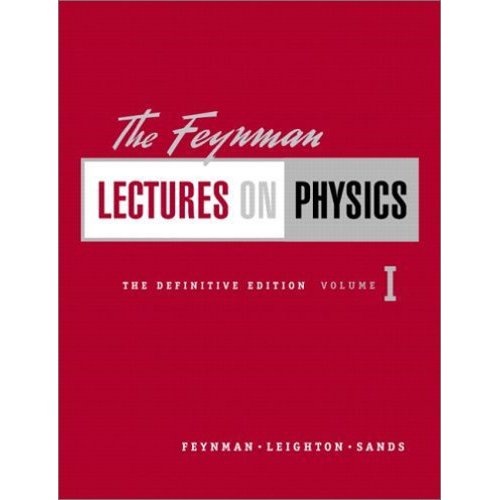 The Feynman
LECTURES ON PHYSICS
THE DEFINITIVE EDITION VOLUME I
FEYNMAN • LEIGHTON • SANDS